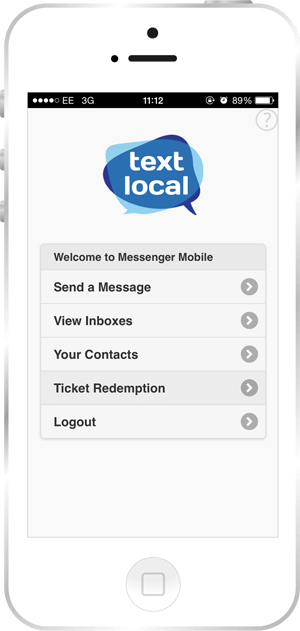 EE 3G 11:12 89%
?
text
local
Welcome to Messenger Mobile
Send a Message
View Inboxes
Your Contacts
Ticket Redemption
Logout